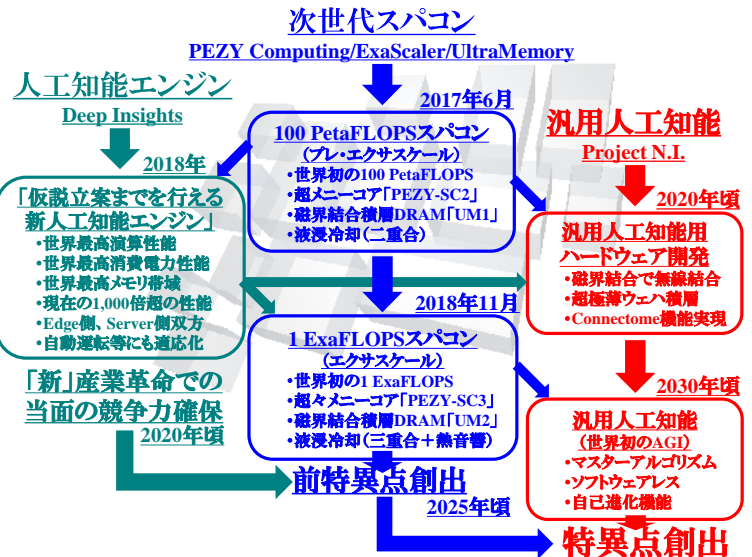 次世代スパコン
PEZY Computing/ExaScaler/UltraMemory
人工知能エンジン
Deep Insights
2018年
「仮説立案までを行える
新人工知能エンジン」
・世界最高演算性能
・世界最高消費電力性能
・世界最高メモリ帯域
・現在の1,000倍超の性能
・Edge側、Server側双方
・自動運転等にも適応化
「新」産業革命での
当面の競争力確保
2020年頃
2017年6月
100 PetaFLOPSスパコン
(プレ・エクサスケール)
・世界初の100 PetaFLOPS
・超メニーコア「PEZY-SC2」
・磁界結合積層DRAM「UM1」
・液浸冷却(二重合)
2018年11月
1 ExaFLOPSスパコン
(エクサスケール)
・世界初の1 ExaFLOPS
・超々メニーコア「PEZY-SC3」
・磁界結合積層DRAM「UM2」
・液浸冷却(三重合+熱音響)
前特異点創出
2025年頃
汎用人工知能
Project N.I.
2020年頃
汎用人工知能用
ハードウェア開発
・磁界結合で無線結合
・超極薄ウェハ積層
・Connectome機能実現
2030年頃
汎用人工知能
(世界初のAGI)
・マスターアルゴリズム
・ソフトウェアレス
・自己進化機能
特異点創出